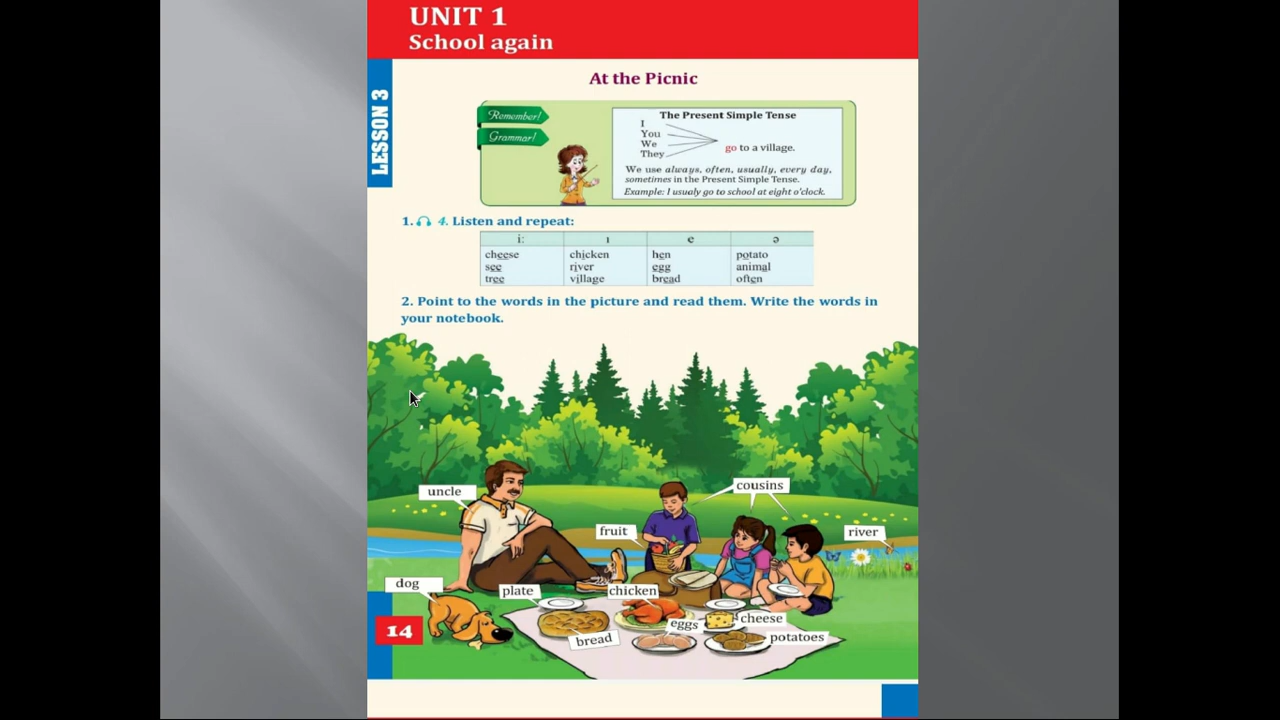 UNIT 1
School again
LESSON 3
At the Picnic
Remember!
Grammar!
The Present Simple Tense
I
You
We
They
go to a village.
We use always, often, usually, every day,
sometimes in the Present Simple Tense.
Example: I usualy go to school at eight o'clock.
1. 4. Listen and repeat:
i: ı e ə
cheese chicken hen potato
see river egg animal
tree village bread often
2. Point to the words in the picture and read them. Write the words in
your notebook.
uncle
cousins
fruit
river
dog
plate
chicken
bread
eggs
cheese
potatoes
14